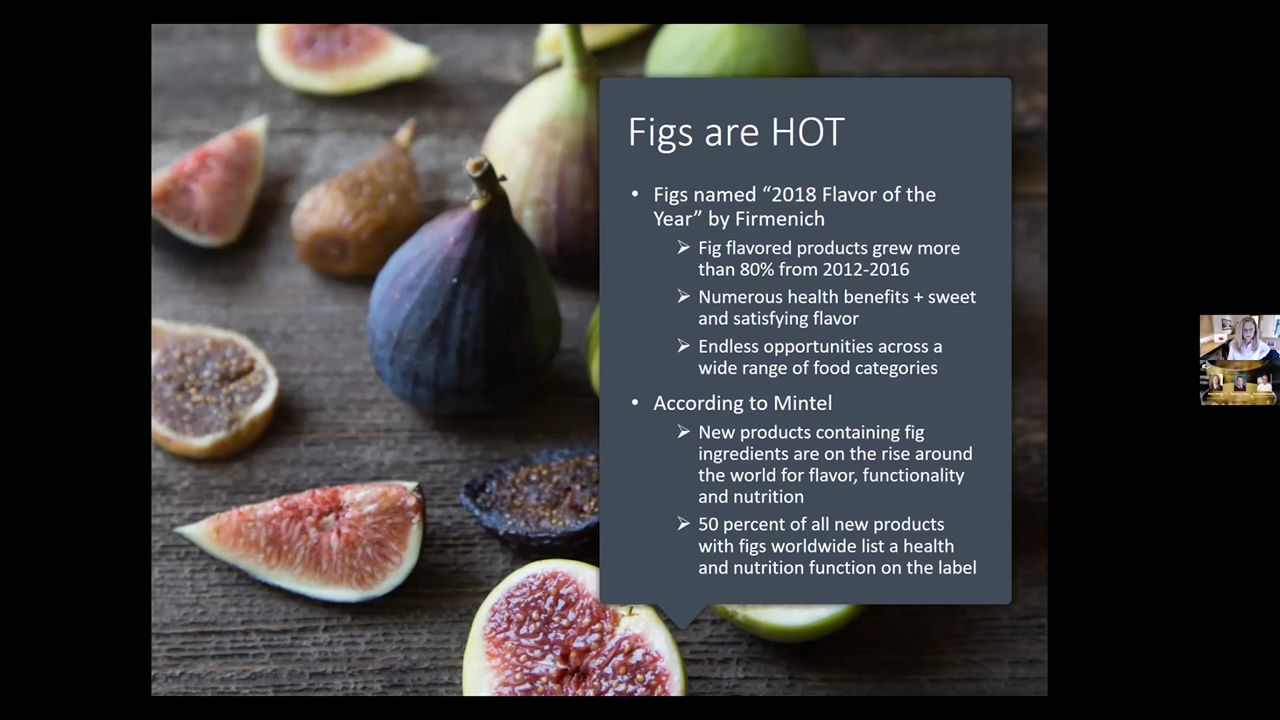 Figs are HOT
• Figs named “2018 Flavor of the
Year” by Firmenich
➢ Fig flavored products grew more
than 80% from 2012-2016
➢ Numerous health benefits + sweet
and satisfying flavor
➢ Endless opportunities across a
wide range of food categories
• According to Mintel
➢ New products containing fig
ingredients are on the rise around
the world for flavor, functionality
and nutrition
➢ 50 percent of all new products
with figs worldwide list a health
and nutrition function on the label